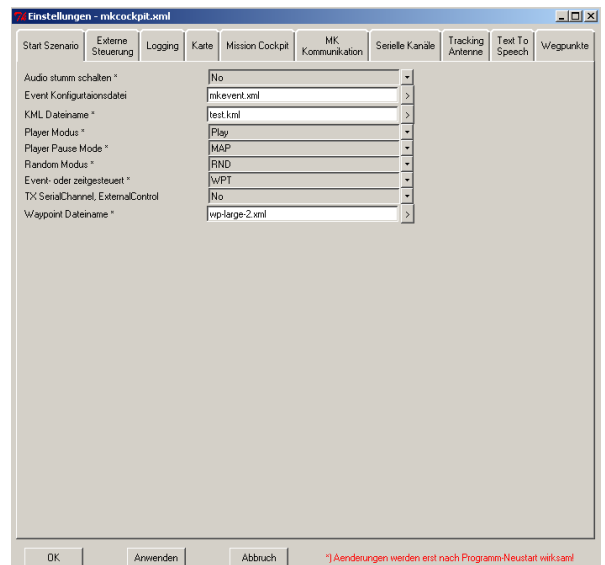 Einstellungen - mkcockpit.xml
Start Szenario
Externe Steuerung
Logging
Karte
Mission Cockpit
MK Kommunikation
Serielle Kanäle
Tracking Antenne
Text To Speech
Wegpunkte
Audio stumm schalten * No
Event Konfigurtaionsdatei mkevent.xml >
KML Dateiname * test.kml >
Player Modus * Play
Player Pause Mode * MAP
Random Modus * RND
Event- oder zeitgesteuert * WPT
TX SerialChannel, ExternalControl No
Waypoint Dateiname * wp-large-2.xml >
OK Anwenden Abbruch *) Aenderungen werden erst nach Programm-Neustart wirksam!